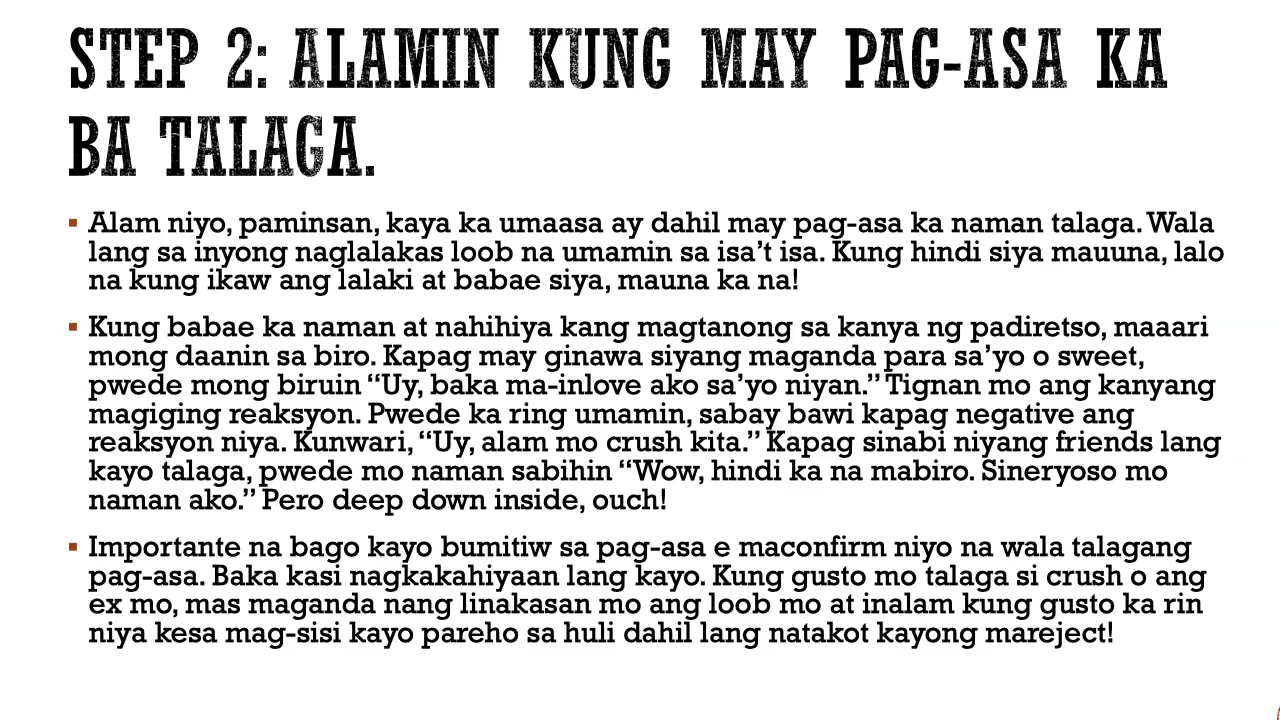 STEP 2: ALAMIN KUNG MAY PAG-ASA KA
BA TALAGA.
▪ Alam niyo, paminsan, kaya ka umaasa ay dahil may pag-asa ka naman talaga. Wala
lang sa inyong naglalakas loob na umamin sa isa’t isa. Kung hindi siya mauuna, lalo
na kung ikaw ang lalaki at babae siya, mauna ka na!
▪ Kung babae ka naman at nahihiya kang magtanong sa kanya ng padiretso, maaari
mong daanin sa biro. Kapag may ginawa siyang maganda para sa’yo o sweet,
pwede mong biruin “Uy, baka ma-inlove ako sa’yo niyan.” Tignan mo ang kanyang
magiging reaksyon. Pwede ka ring umamin, sabay bawi kapag negative ang
reaksyon niya. Kunwari, “Uy, alam mo crush kita.” Kapag sinabi niyang friends lang
kayo talaga, pwede mo naman sabihin “Wow, hindi ka na mabiro. Sineryoso mo
naman ako.” Pero deep down inside, ouch!
▪ Importante na bago kayo bumitiw sa pag-asa e maconfirm niyo na wala talagang
pag-asa. Baka kasi nagkakahiyaan lang kayo. Kung gusto mo talaga si crush o ang
ex mo, mas maganda nang linakasan mo ang loob mo at inalam kung gusto ka rin
niya kesa mag-sisi kayo pareho sa huli dahil lang natakot kayong mareject!